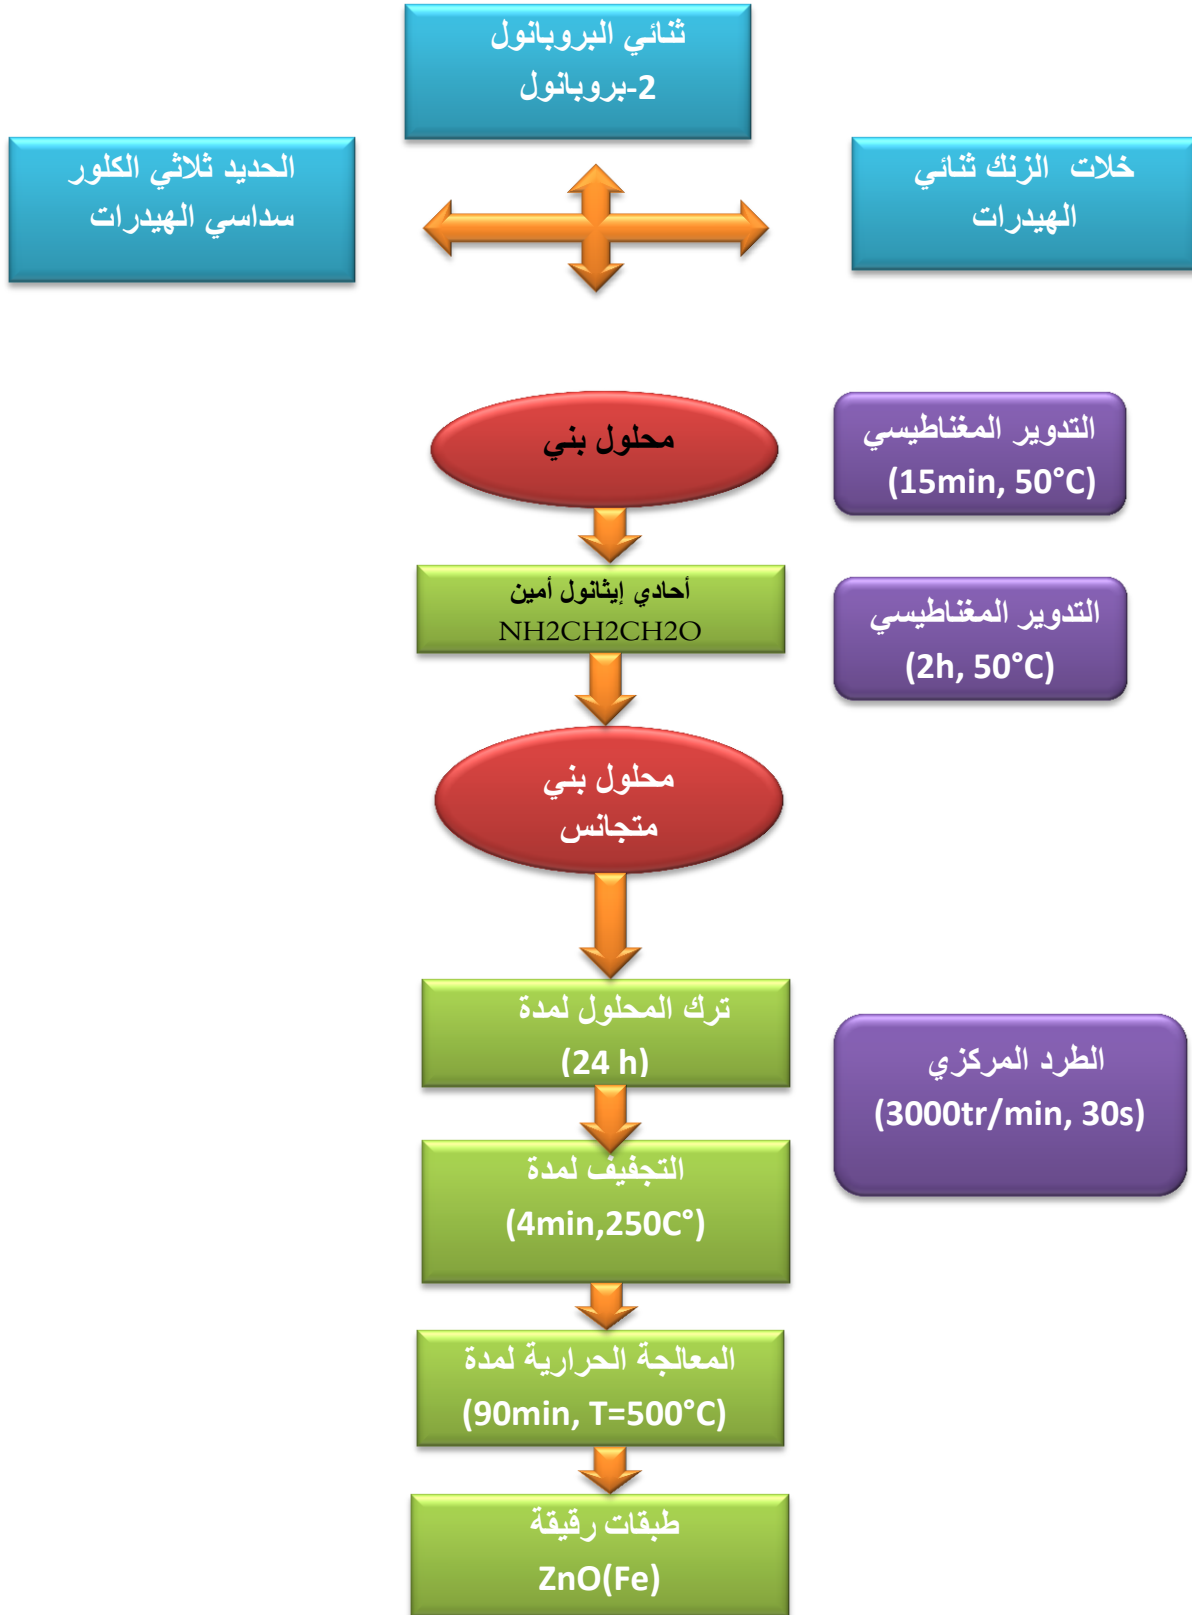 ثنائي البروبانول
2-بروبانول
خلات الزنك ثنائي
الهيدرات
الحديد ثلاثي الكلور
سداسي الهيدرات
محلول بني
التدوير المغناطيسي
(15min, 50°C)
أحادي إيثانول أمين
NH2CH2CH2O
التدوير المغناطيسي
(2h, 50°C)
محلول بني
متجانس
ترك المحلول لمدة
(24 h)
الطرد المركزي
(3000tr/min, 30s)
التجفيف لمدة
(4min,250C°)
المعالجة الحرارية لمدة
(90min, T=500°C)
طبقات رقيقة
ZnO(Fe)